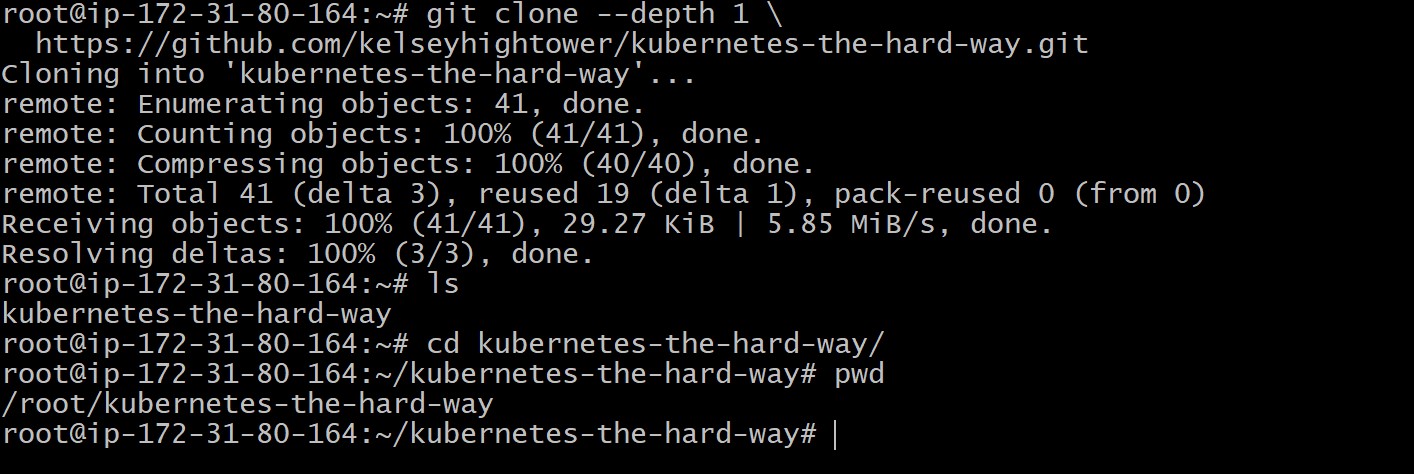 root@ip-172-31-80-164:~# git clone --depth 1 \
  https://github.com/kelseyhightower/kubernetes-the-hard-way.git
Cloning into 'kubernetes-the-hard-way'...
remote: Enumerating objects: 41, done.
remote: Counting objects: 100% (41/41), done.
remote: Compressing objects: 100% (40/40), done.
remote: Total 41 (delta 3), reused 19 (delta 1), pack-reused 0 (from 0)
Receiving objects: 100% (41/41), 29.27 KiB | 5.85 MiB/s, done.
Resolving deltas: 100% (3/3), done.
root@ip-172-31-80-164:~# ls
kubernetes-the-hard-way
root@ip-172-31-80-164:~# cd kubernetes-the-hard-way/
root@ip-172-31-80-164:~/kubernetes-the-hard-way# pwd
/root/kubernetes-the-hard-way
root@ip-172-31-80-164:~/kubernetes-the-hard-way#